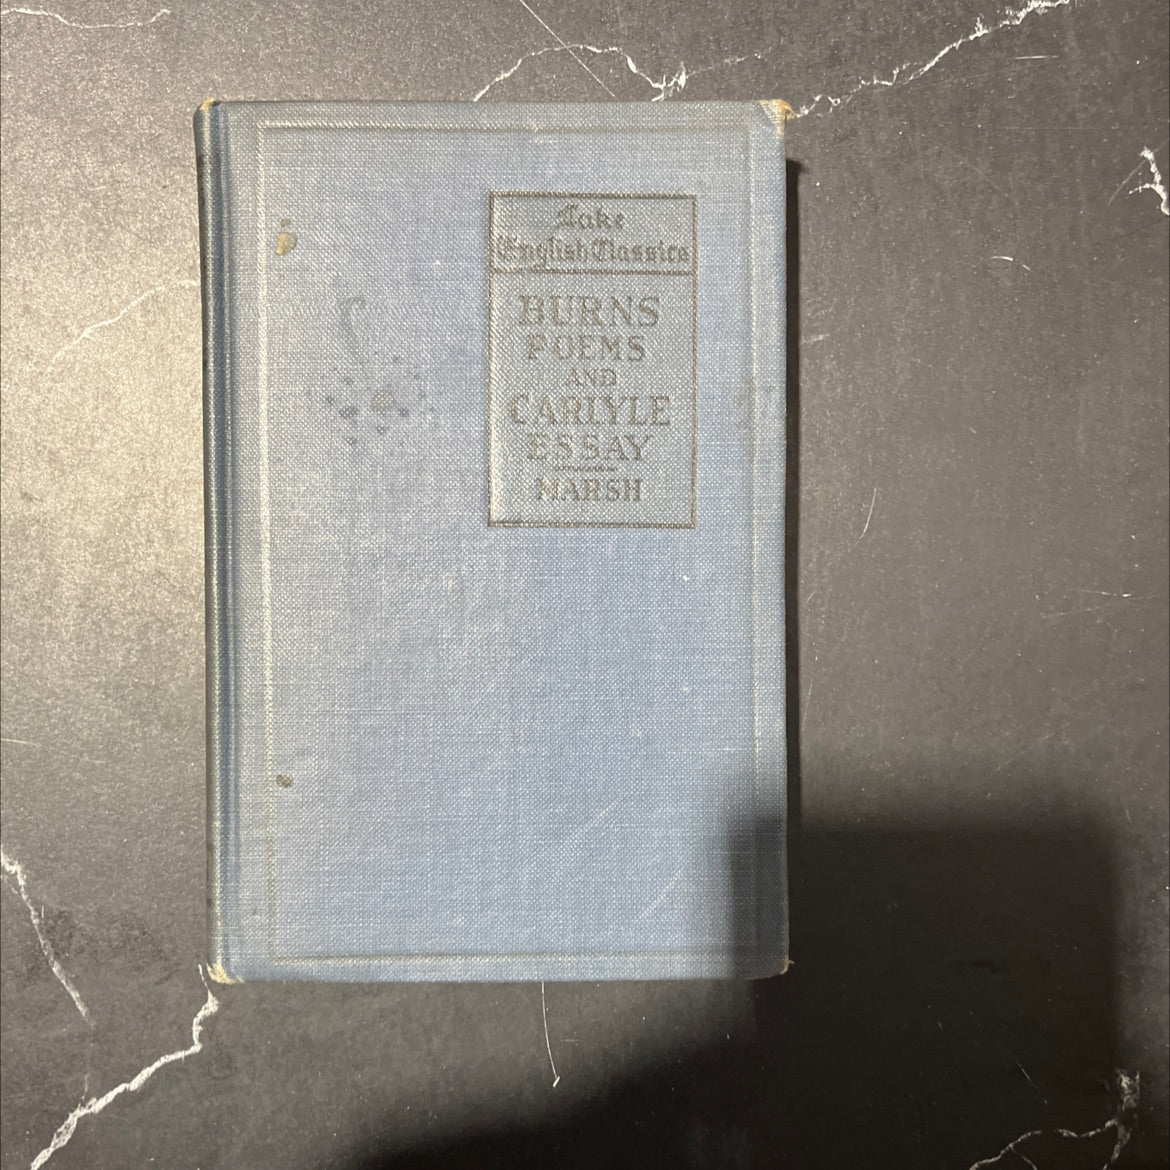 Lake
English Classics
BURNS
POEMS
AND
CARLYLE
ESSAY
MARSH